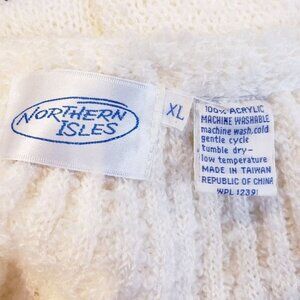 NORTHERN
ISLES
XL
100% ACRYLIC
MACHINE WASHABLE
machine wash, cold
gentle cycle
tumble dry-
low temperature
MADE IN TAIWAN
REPUBLIC OF CHINA
WPL 12391